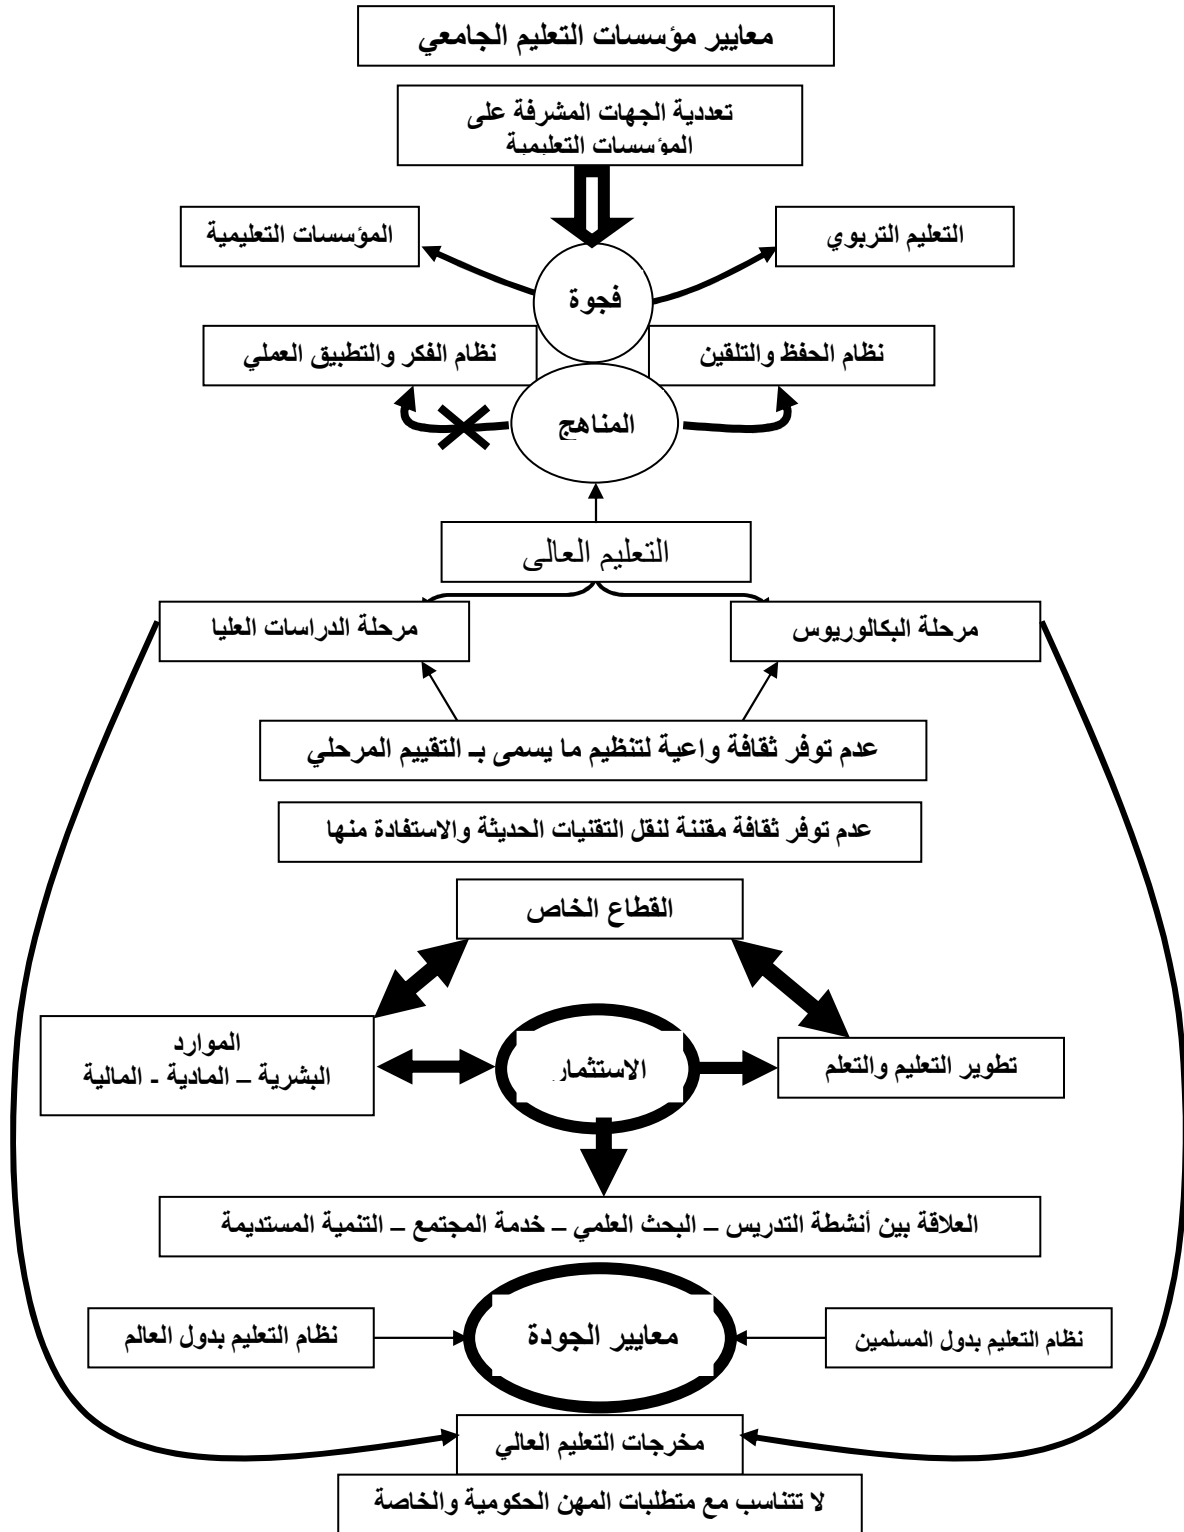 معايير مؤسسات التعليم الجامعي
تعددية الجهات المشرفة على
المؤسسات التعليمية
التعليم التربوي
المؤسسات التعليمية
فجوة
نظام الحفظ والتلقين
نظام الفكر والتطبيق العملي
المناهج
التعليم العالى
مرحلة البكالوريوس
مرحلة الدراسات العليا
عدم توفر ثقافة واعية لتنظيم ما يسمى بـ التقييم المرحلي
عدم توفر ثقافة مقننة لنقل التقنيات الحديثة والاستفادة منها
القطاع الخاص
تطوير التعليم والتعلم
الاستثمار
الموارد
البشرية – المادية - المالية
العلاقة بين أنشطة التدريس – البحث العلمي – خدمة المجتمع – التنمية المستديمة
نظام التعليم بدول المسلمين
معايير الجودة
نظام التعليم بدول العالم
مخرجات التعليم العالي
لا تتناسب مع متطلبات المهن الحكومية والخاصة